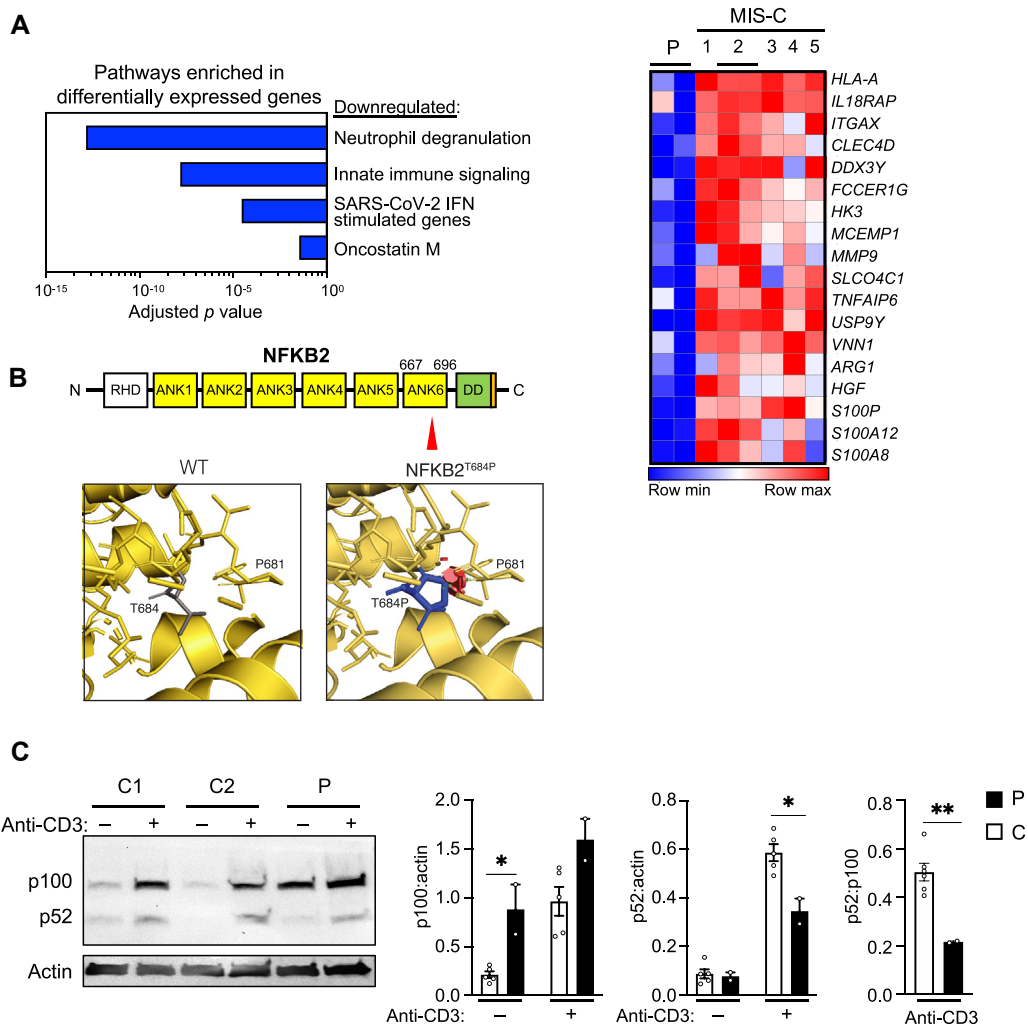 A
Pathways enriched in
differentially expressed genes
Downregulated:
Neutrophil degranulation
Innate immune signaling
SARS-CoV-2 IFN
stimulated genes
Oncostatin M
10-15 10-10 10-5 100
Adjusted p value
MIS-C
P 1 2 3 4 5
HLA-A
IL18RAP
ITGAX
CLEC4D
DDX3Y
FCCER1G
HK3
MCEMP1
MMP9
SLCO4C1
TNFAIP6
USP9Y
VNN1
ARG1
HGF
S100P
S100A12
S100A8
Row min Row max
B
NFKB2
667 696
N RHD ANK1 ANK2 ANK3 ANK4 ANK5 ANK6 DD C
WT
NFKB2T684P
T684 P681
T684P P681
C
C1 C2 P
Anti-CD3: – + – + – +
p100
p52
Actin
2.0
1.5
1.0
0.5
0.0
p100:actin
*
Anti-CD3: – +
0.8
0.6
0.4
0.2
0.0
p52:actin
*
Anti-CD3: – +
0.8
0.6
0.4
0.2
0.0
p52:p100
**
Anti-CD3
P
C